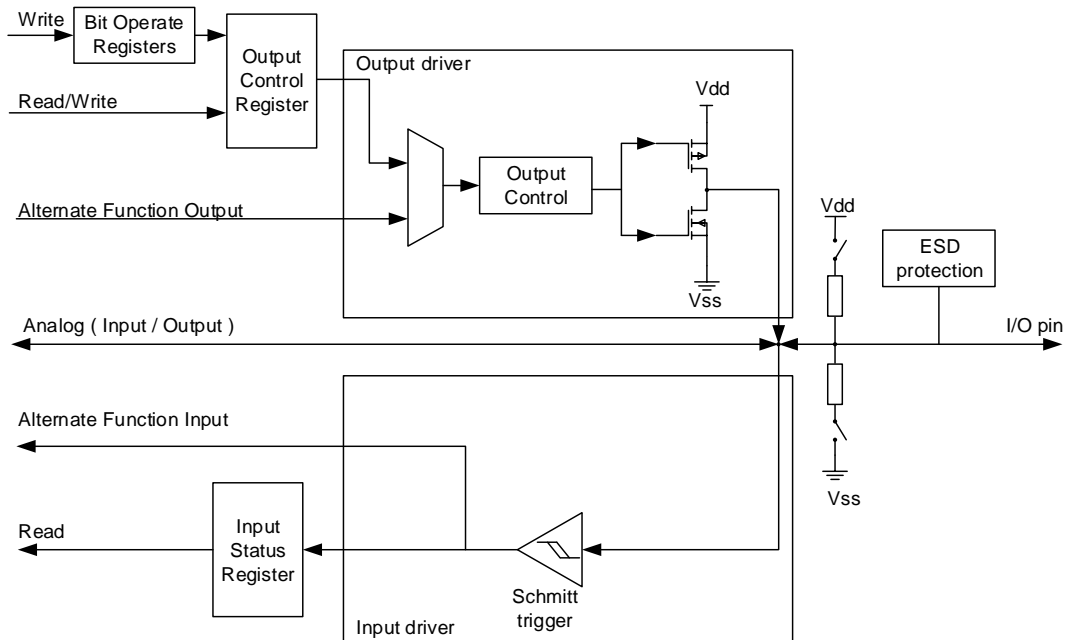 Write
Bit Operate
Registers
Output
Control
Register
Read/Write
Output driver
Vdd
Output
Control
Alternate Function Output
Vss
Vdd
ESD
protection
Analog ( Input / Output )
I/O pin
Alternate Function Input
Vss
Read
Input
Status
Register
Schmitt
trigger
Input driver